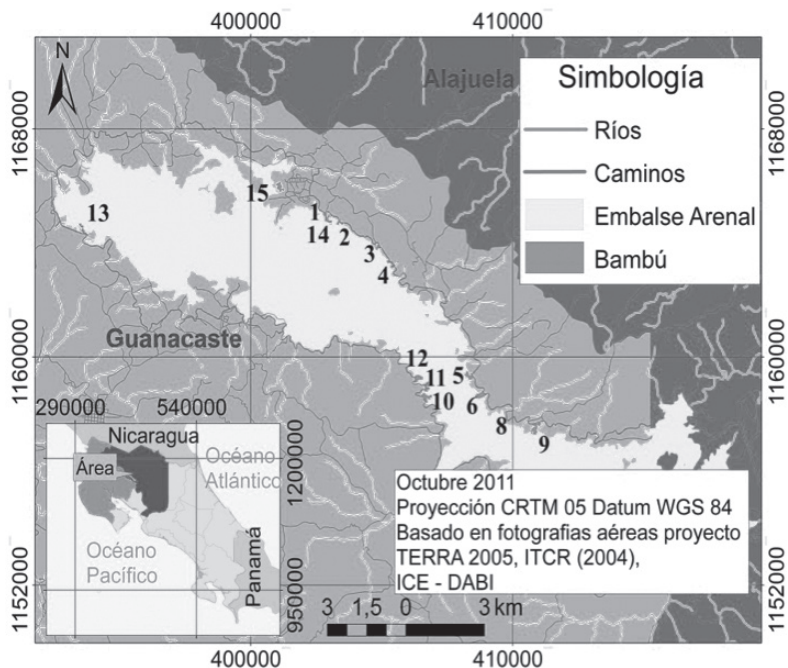 400000
410000
N
Alajuela
Simbología
Ríos
Caminos
Embalse Arenal
Bambú
1168000
1168000
15
13
1
14
2
3
4
Guanacaste
1160000
1160000
12
11
5
10
6
8
9
290000
540000
Nicaragua
Área
Océano
Atlántico
Océano
Pacífico
Panamá
1200000
950000
Octubre 2011
Proyección CRTM 05 Datum WGS 84
Basado en fotografias aéreas proyecto
TERRA 2005, ITCR (2004),
ICE - DABI
1152000
1152000
3 1,5 0 3 km
400000
410000